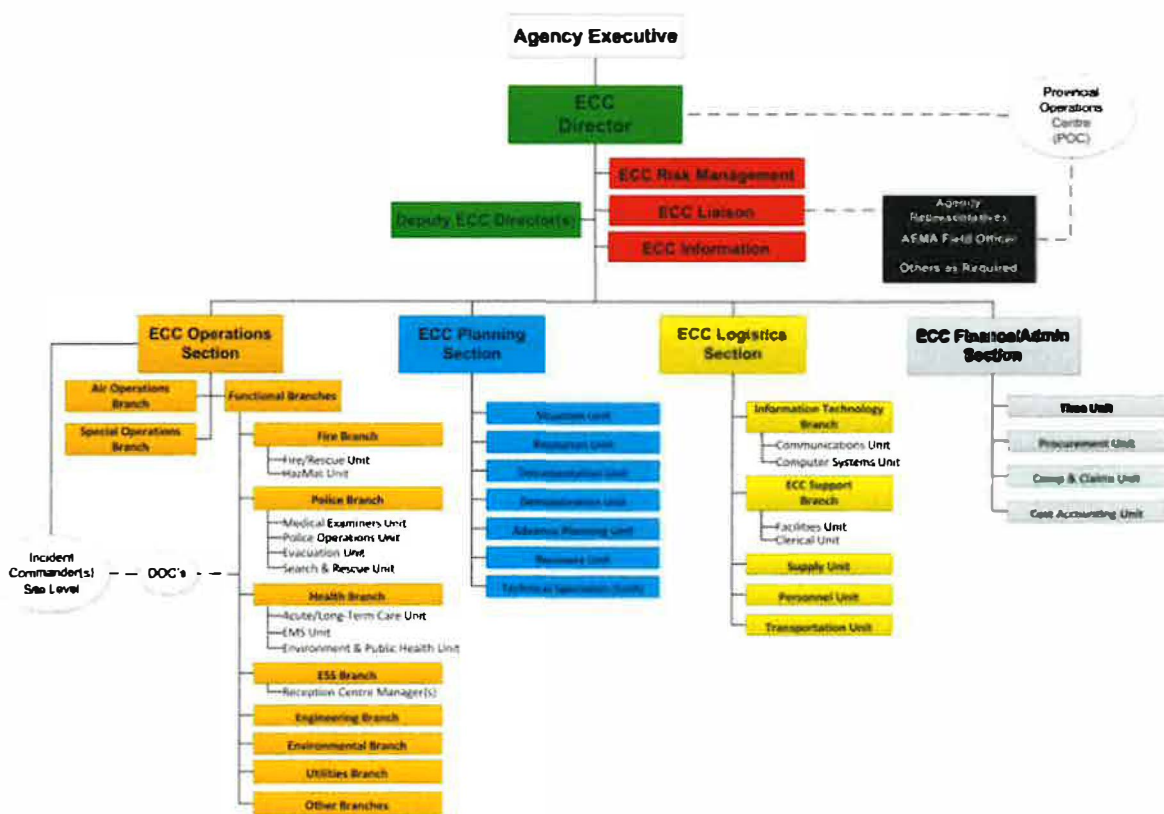 Agency Executive
ECC
Director
Provincial
Operations
Centre
(POC)
ECC Risk Management
Deputy ECC Director(s)
ECC Liaison
ECC Information
Agency
Representatives
AEMA Field Officer
Others as Required
ECC Operations
Section
ECC Planning
Section
ECC Logistics
Section
ECC Finance/Admin
Section
Air Operations
Branch
Functional Branches
Special Operations
Branch
Fire Branch
Fire/Rescue Unit
HazMat Unit
Police Branch
Medical Examiners Unit
Police Operations Unit
Evacuation Unit
Search & Rescue Unit
Incident
Commander(s)
Site Level
DOC's
Health Branch
Acute/Long-Term Care Unit
EMS Unit
Environment & Public Health Unit
ESS Branch
Reception Centre Manager(s)
Engineering Branch
Environmental Branch
Utilities Branch
Other Branches
Situation Unit
Resources Unit
Documentation Unit
Demobilization Unit
Advance Planning Unit
Recovery Unit
Technical Specialists
Information Technology
Branch
Communications Unit
Computer Systems Unit
ECC Support
Branch
Facilities Unit
Clerical Unit
Supply Unit
Personnel Unit
Transportation Unit
Time Unit
Procurement Unit
Comp & Claims Unit
Cost Accounting Unit